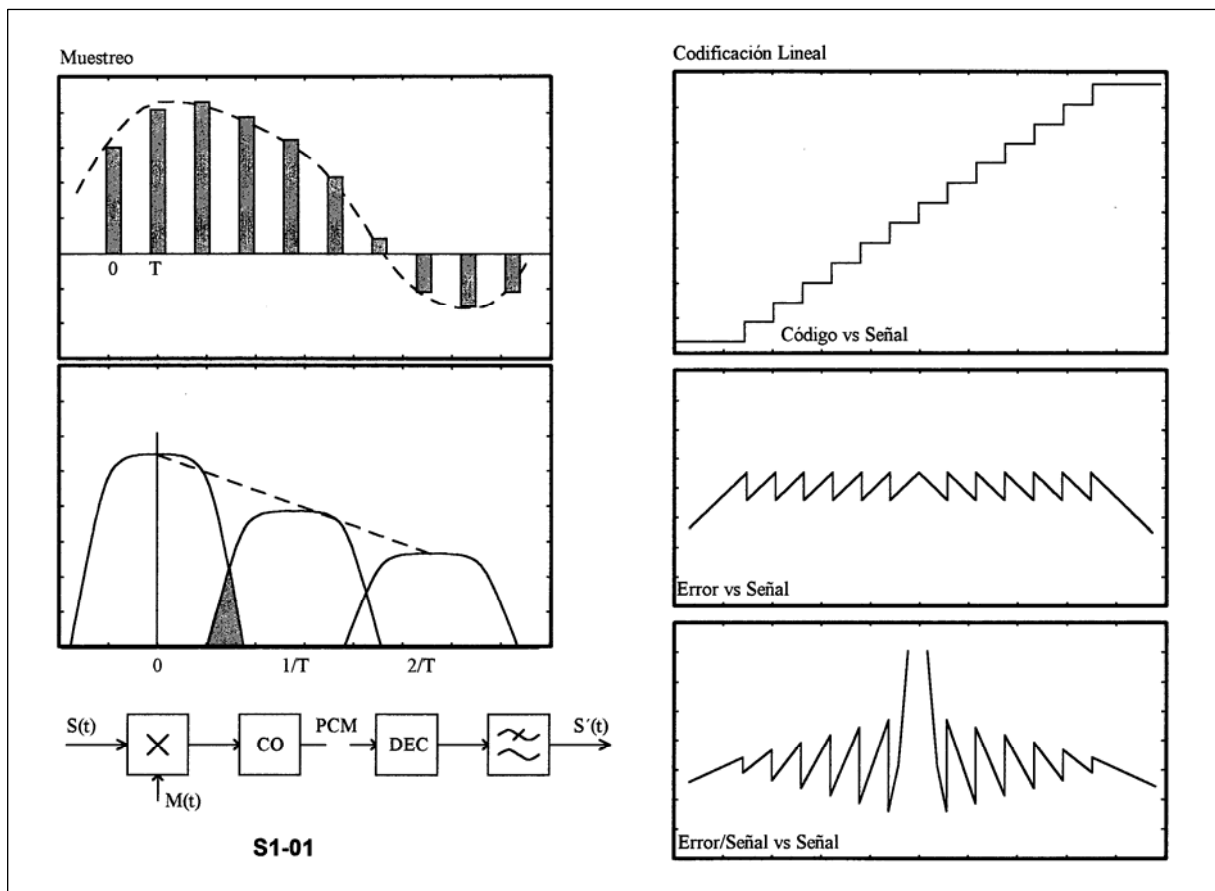 Muestreo
0 T
0 1/T 2/T
S(t) CO PCM DEC S´(t)
M(t)
S1-01
Codificación Lineal
Código vs Señal
Error vs Señal
Error/Señal vs Señal